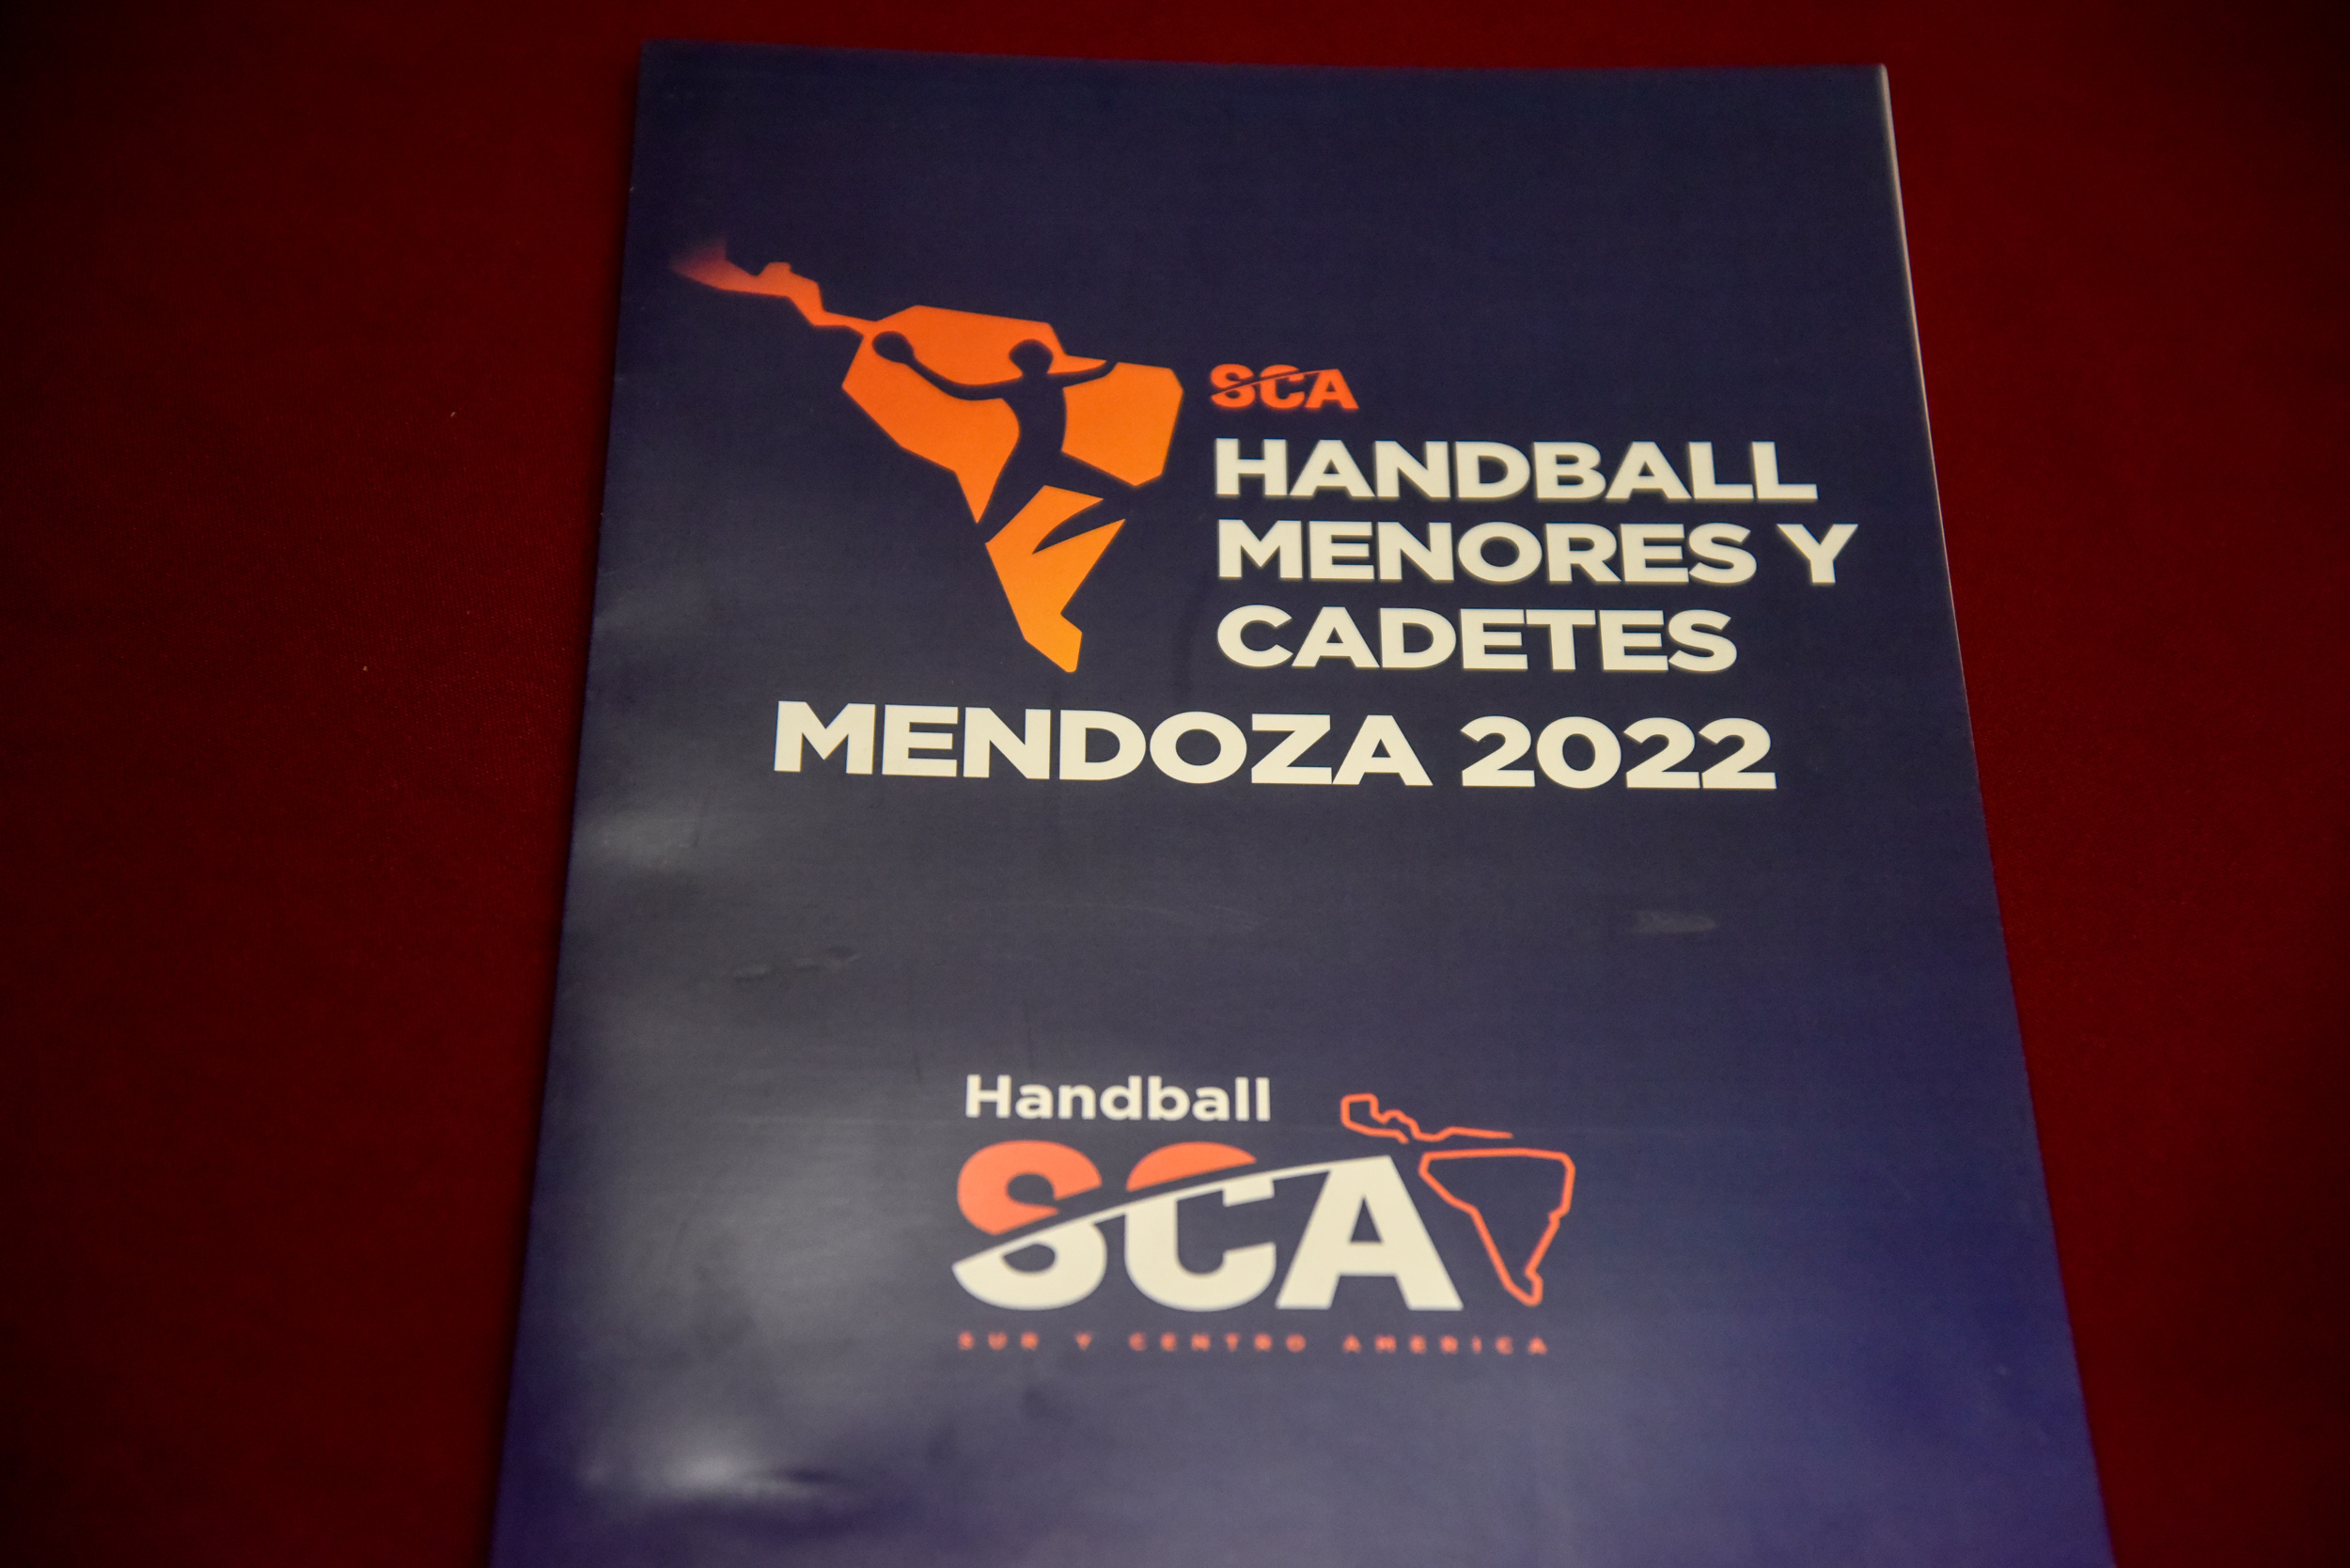 SCA
HANDBALL
MENORES Y
CADETES
MENDOZA 2022
Handball
SCA
SUR Y CENTRO AMERICA